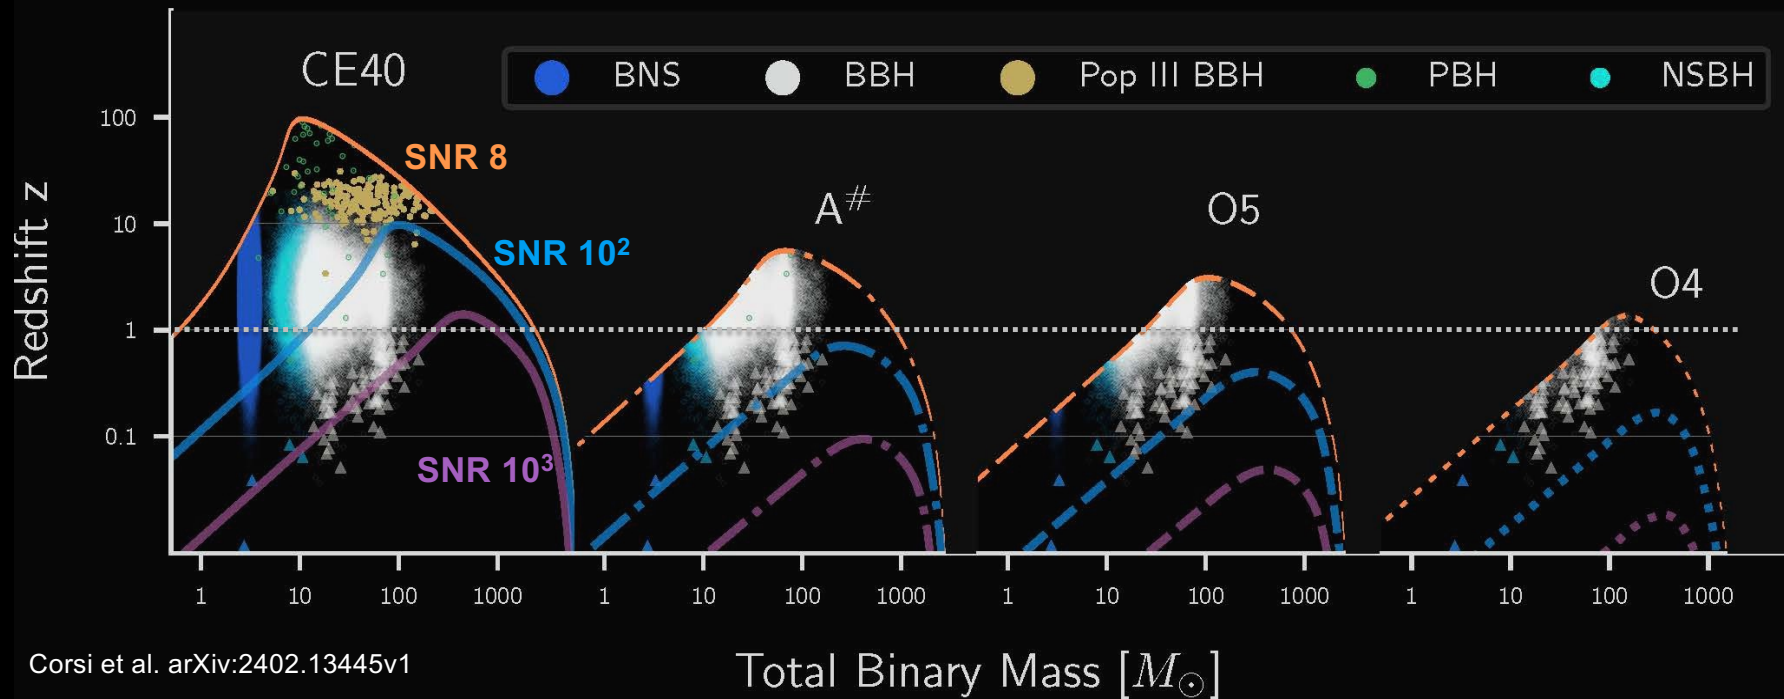 CE40
BNS
BBH
Pop III BBH
PBH
NSBH
Redshift z
100
10
1
0.1
SNR 8
SNR 10²
SNR 10³
A#
O5
O4
1 10 100 1000 1 10 100 1000 1 10 100 1000 1 10 100 1000
Total Binary Mass [M☉]
Corsi et al. arXiv:2402.13445v1